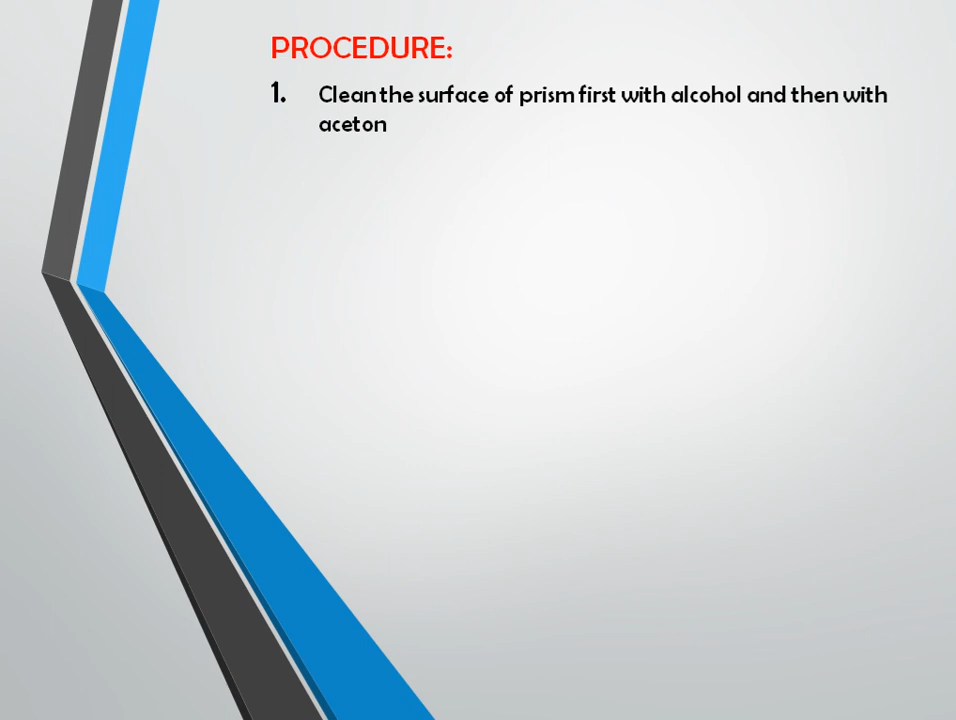 PROCEDURE:
1. Clean the surface of prism first with alcohol and then with
aceton